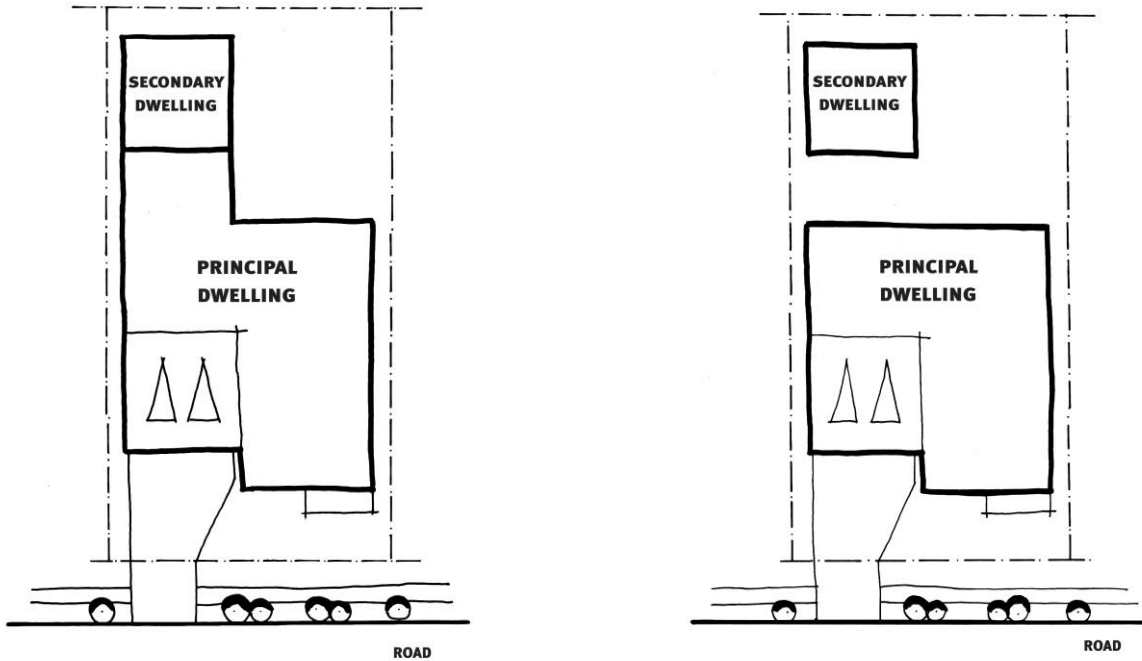 SECONDARY
DWELLING
PRINCIPAL
DWELLING
ROAD
SECONDARY
DWELLING
PRINCIPAL
DWELLING
ROAD